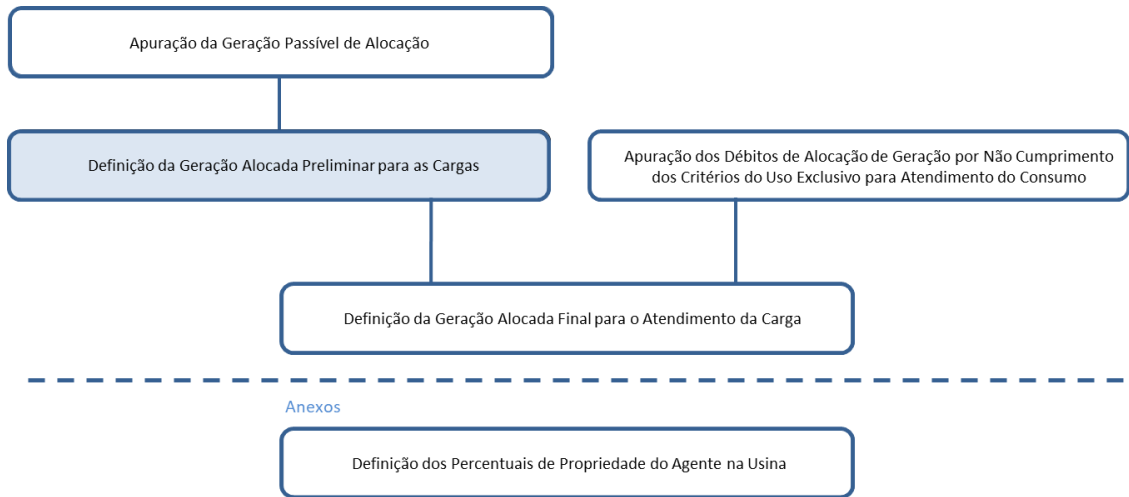 Apuração da Geração Passível de Alocação
Definição da Geração Alocada Preliminar para as Cargas
Apuração dos Débitos de Alocação de Geração por Não Cumprimento
dos Critérios do Uso Exclusivo para Atendimento do Consumo
Definição da Geração Alocada Final para o Atendimento da Carga
Anexos
Definição dos Percentuais de Propriedade do Agente na Usina